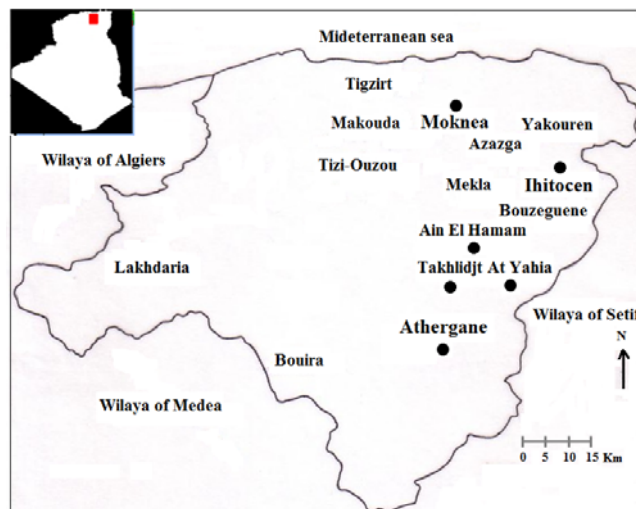 Mideterranean sea
Tigzirt
Makouda
Moknea
Yakouren
Azazga
Wilaya of Algiers
Tizi-Ouzou
Mekla
Ihitocen
Bouzeguene
Ain El Hamam
Lakhdaria
Takhlidjt At Yahia
Wilaya of Setif
Athergane
N
Bouira
Wilaya of Medea
0 5 10 15 Km